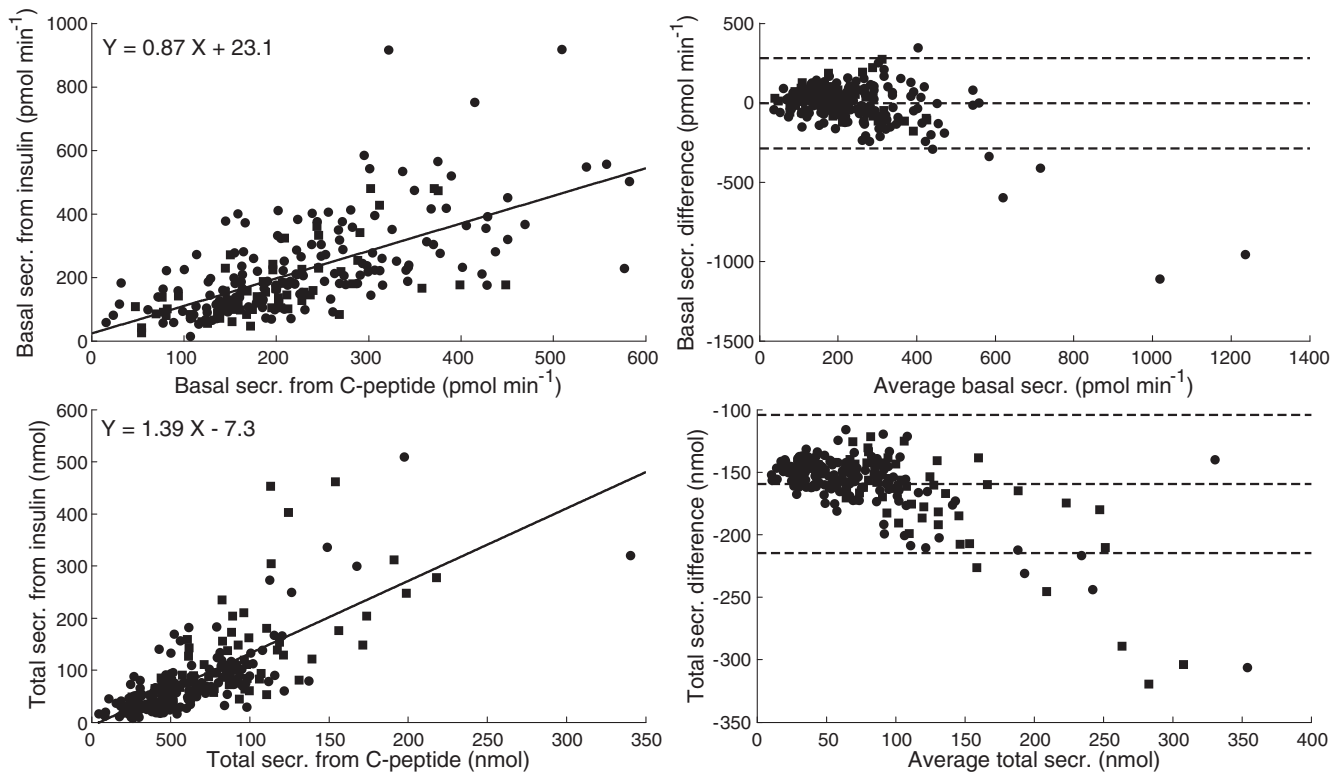 Y = 0.87 X + 23.1
1000
800
600
400
200
0
0 100 200 300 400 500 600
Basal secr. from insulin (pmol min⁻¹)
Basal secr. from C-peptide (pmol min⁻¹)
500
0
-500
-1000
-1500
0 200 400 600 800 1000 1200 1400
Basal secr. difference (pmol min⁻¹)
Average basal secr. (pmol min⁻¹)
Y = 1.39 X - 7.3
600
500
400
300
200
100
0
0 50 100 150 200 250 300 350
Total secr. from insulin (nmol)
Total secr. from C-peptide (nmol)
-100
-150
-200
-250
-300
-350
0 50 100 150 200 250 300 350 400
Total secr. difference (nmol)
Average total secr. (nmol)